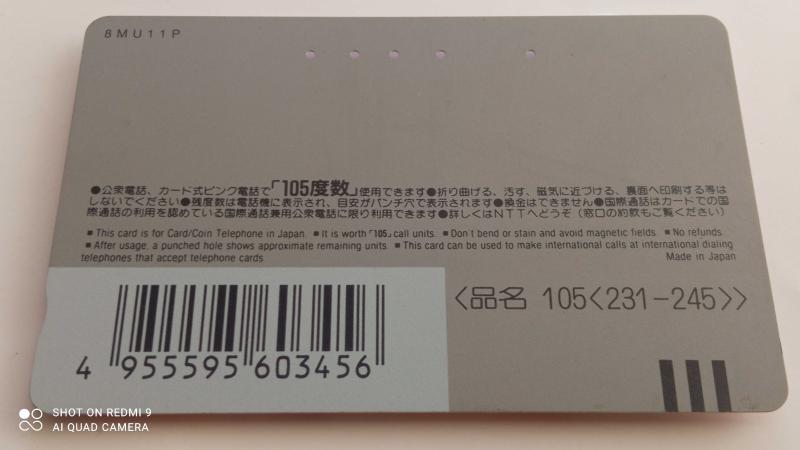 8MU11P
●公衆電話、カード式ピンク電話で「105度数」使用できます●折り曲げる、汚す、磁気に近づける、裏面へ印刷する等は
しないでください●残度数は電話機に表示され、目安がパンチ穴で表示されます●換金はできません●国際通話はカードでの国
際通話の利用を認めている国際通話兼用公衆電話に限り利用できます●詳しくはNTTへどうぞ(窓口の約款もご覧ください)
■ This card is for Card/Coin Telephone in Japan. ■ It is worth「105」call units. ■ Don't bend or stain and avoid magnetic fields. ■ No refunds.
■ After usage, a punched hole shows approximate remaining units. ■ This card can be used to make international calls at international dialing
telephones that accept telephone cards. Made in Japan
<品名 105<231-245>>
4 955595 603456
SHOT ON REDMI 9
AI QUAD CAMERA